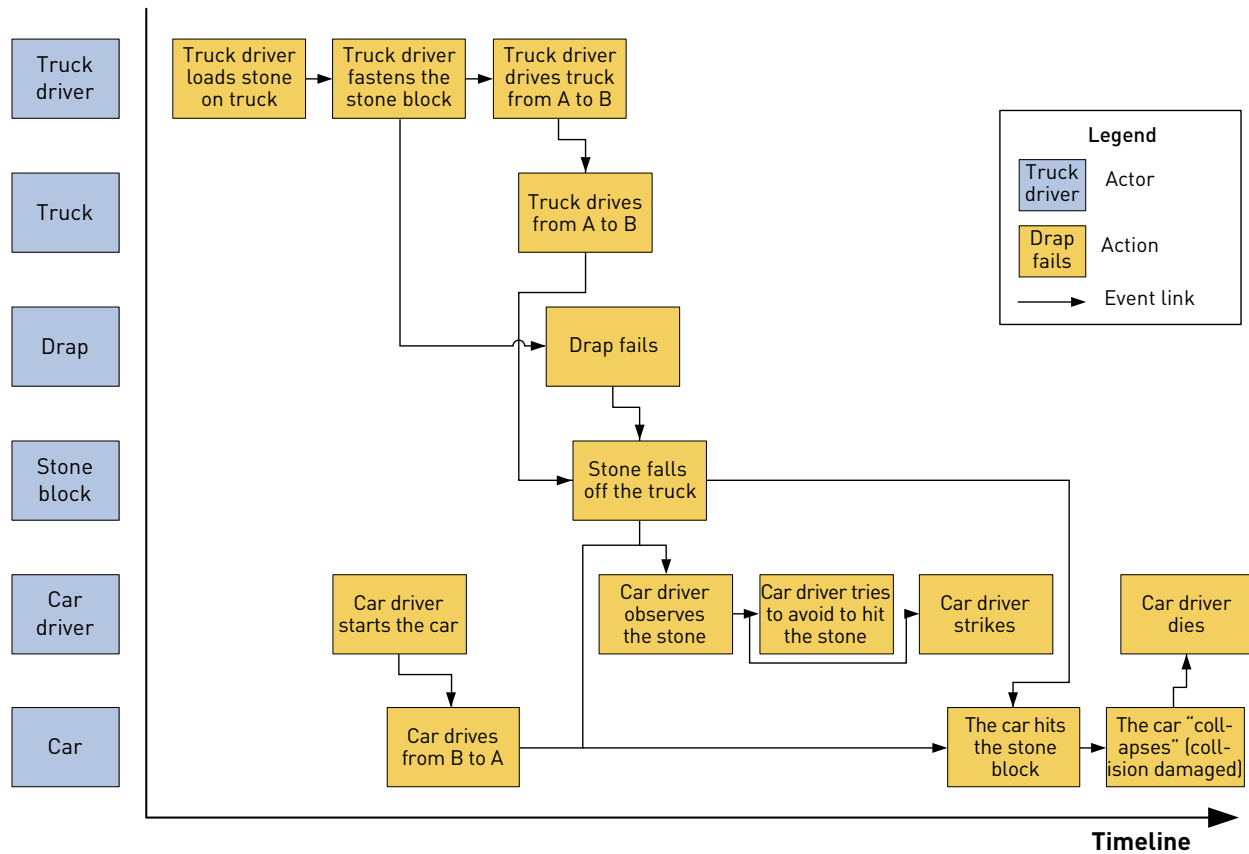 Truck
driver
Truck driver
loads stone
on truck
Truck driver
fastens the
stone block
Truck driver
drives truck
from A to B
Legend
Truck
driver
Actor
Drap
fails
Action
Event link
Truck
Truck drives
from A to B
Drap
Drap fails
Stone
block
Stone falls
off the truck
Car
driver
Car driver
starts the car
Car driver
observes
the stone
Car driver tries
to avoid to hit
the stone
Car driver
strikes
Car driver
dies
Car
Car drives
from B to A
The car hits
the stone
block
The car “coll-
apses” (coll-
ision damaged)
Timeline